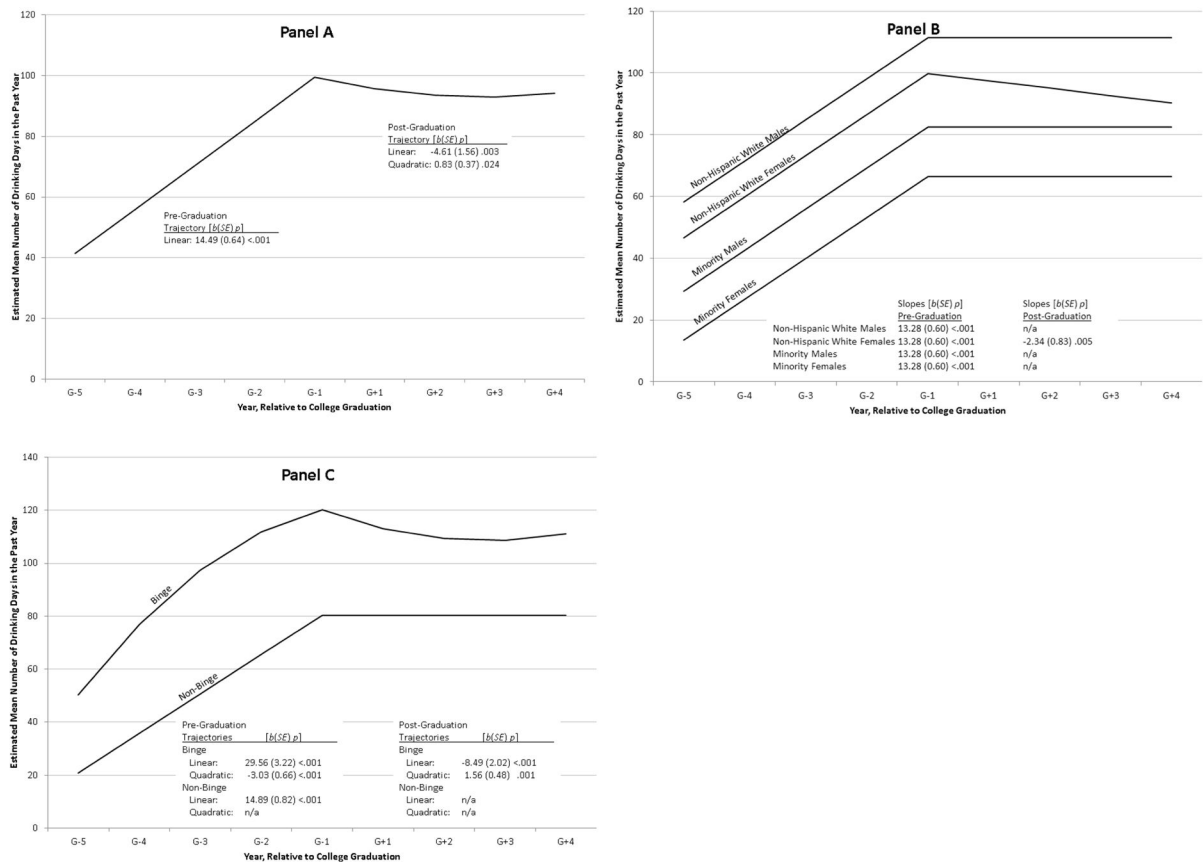 Panel A
Estimated Mean Number of Drinking Days in the Past Year
120
100
80
60
40
20
0
Post-Graduation
Trajectory [b(SE) p]
Linear: -4.61 (1.56) .003
Quadratic: 0.83 (0.37) .024
Pre-Graduation
Trajectory [b(SE) p]
Linear: 14.49 (0.64) <.001
G-5 G-4 G-3 G-2 G-1 G+1 G+2 G+3 G+4
Year, Relative to College Graduation
Panel B
Estimated Mean Number of Drinking Days in the Past Year
120
100
80
60
40
20
0
Non-Hispanic White Males
Non-Hispanic White Females
Minority Males
Minority Females
Slopes [b(SE) p] Slopes [b(SE) p]
Pre-Graduation Post-Graduation
Non-Hispanic White Males 13.28 (0.60) <.001 n/a
Non-Hispanic White Females 13.28 (0.60) <.001 -2.34 (0.83) .005
Minority Males 13.28 (0.60) <.001 n/a
Minority Females 13.28 (0.60) <.001 n/a
G-5 G-4 G-3 G-2 G-1 G+1 G+2 G+3 G+4
Year, Relative to College Graduation
Panel C
Estimated Mean Number of Drinking Days in the Past Year
140
120
100
80
60
40
20
0
Binge
Non-Binge
Pre-Graduation Post-Graduation
Trajectories [b(SE) p] Trajectories [b(SE) p]
Binge Binge
Linear: 29.56 (3.22) <.001 Linear: -8.49 (2.02) <.001
Quadratic: -3.03 (0.66) <.001 Quadratic: 1.56 (0.48) .001
Non-Binge Non-Binge
Linear: 14.89 (0.82) <.001 Linear: n/a
Quadratic: n/a Quadratic: n/a
G-5 G-4 G-3 G-2 G-1 G+1 G+2 G+3 G+4
Year, Relative to College Graduation